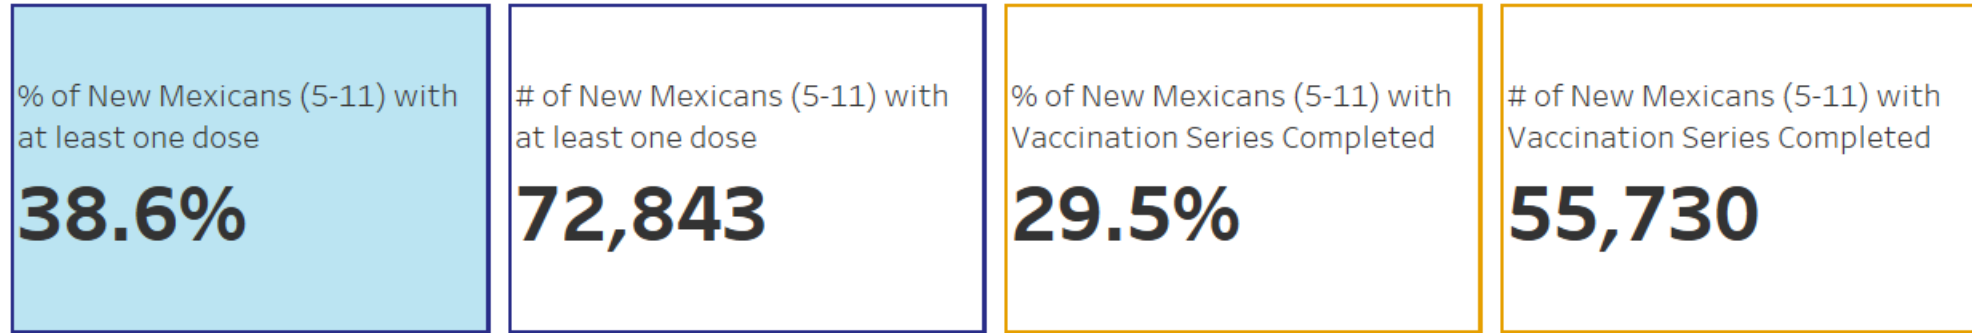 % of New Mexicans (5-11) with
at least one dose
38.6%
# of New Mexicans (5-11) with
at least one dose
72,843
% of New Mexicans (5-11) with
Vaccination Series Completed
29.5%
# of New Mexicans (5-11) with
Vaccination Series Completed
55,730